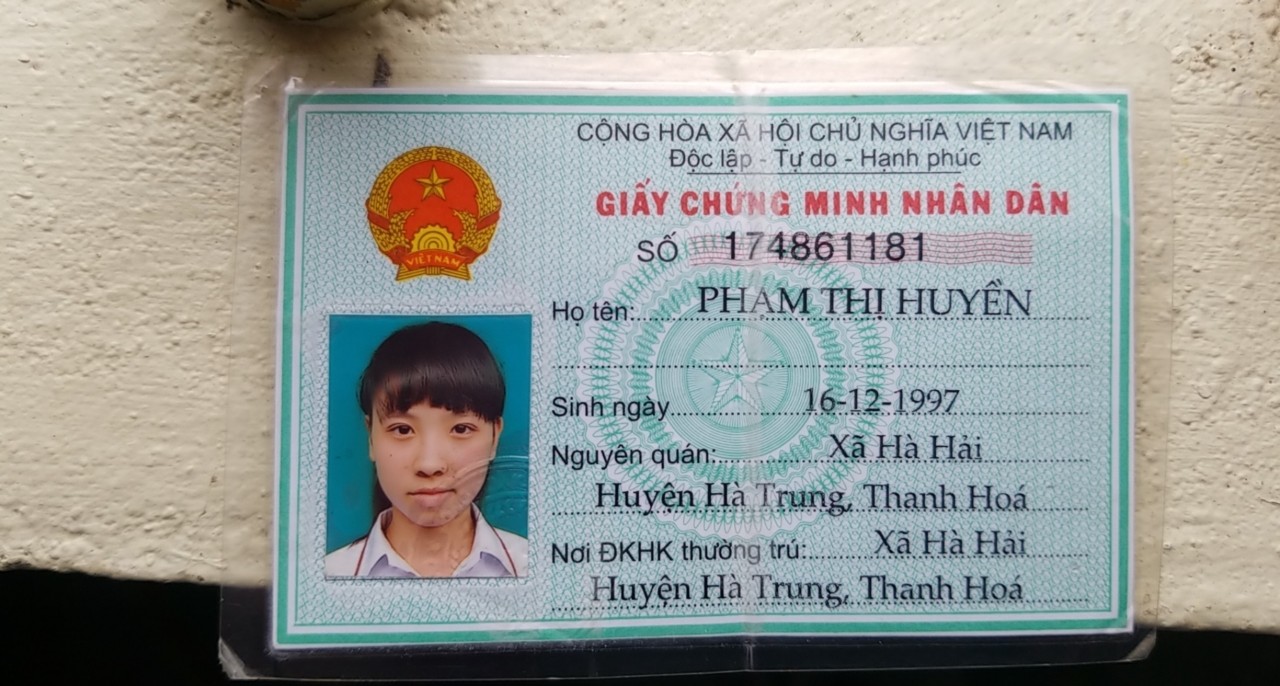 CỘNG HÒA XÃ HỘI CHỦ NGHĨA VIỆT NAM
Độc lập - Tự do - Hạnh phúc
GIẤY CHỨNG MINH NHÂN DÂN
SỐ 174861181
VIỆT NAM
Họ tên: PHẠM THỊ HUYỀN
Sinh ngày 16-12-1997
Nguyên quán: Xã Hà Hải
Huyện Hà Trung, Thanh Hoá
Nơi ĐKHK thường trú: Xã Hà Hải
Huyện Hà Trung, Thanh Hoá